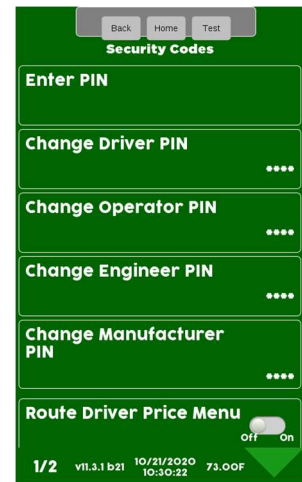 Back Home Test
Security Codes
Enter PIN
Change Driver PIN
****
Change Operator PIN
****
Change Engineer PIN
****
Change Manufacturer
PIN
****
Route Driver Price Menu
Off On
1/2 v11.3.1 b21 10/21/2020 73.00F
10:30:22